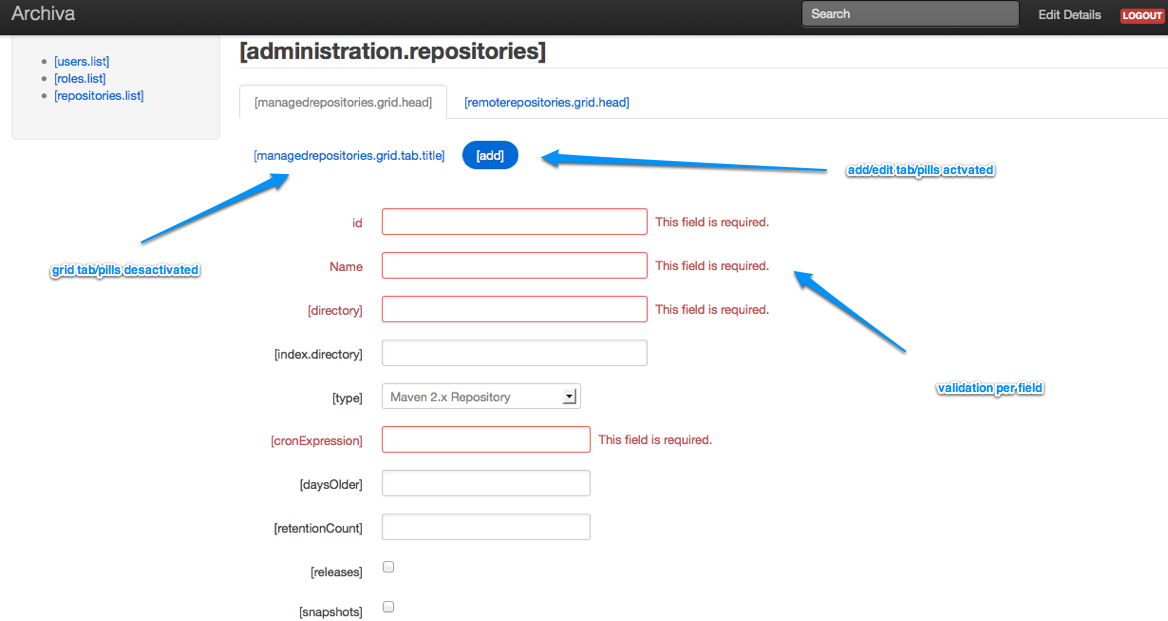 Archiva
Search
Edit Details
LOGOUT
[users.list]
[roles.list]
[repositories.list]
[administration.repositories]
[managedrepositories.grid.head]
[remoterepositories.grid.head]
[managedrepositories.grid.tab.title]
[add]
add/edit tab/pills actvated
grid tab/pills desactivated
id
This field is required.
Name
This field is required.
[directory]
This field is required.
[index.directory]
validation per field
[type]
Maven 2.x Repository
[cronExpression]
This field is required.
[daysOlder]
[retentionCount]
[releases]
[snapshots]